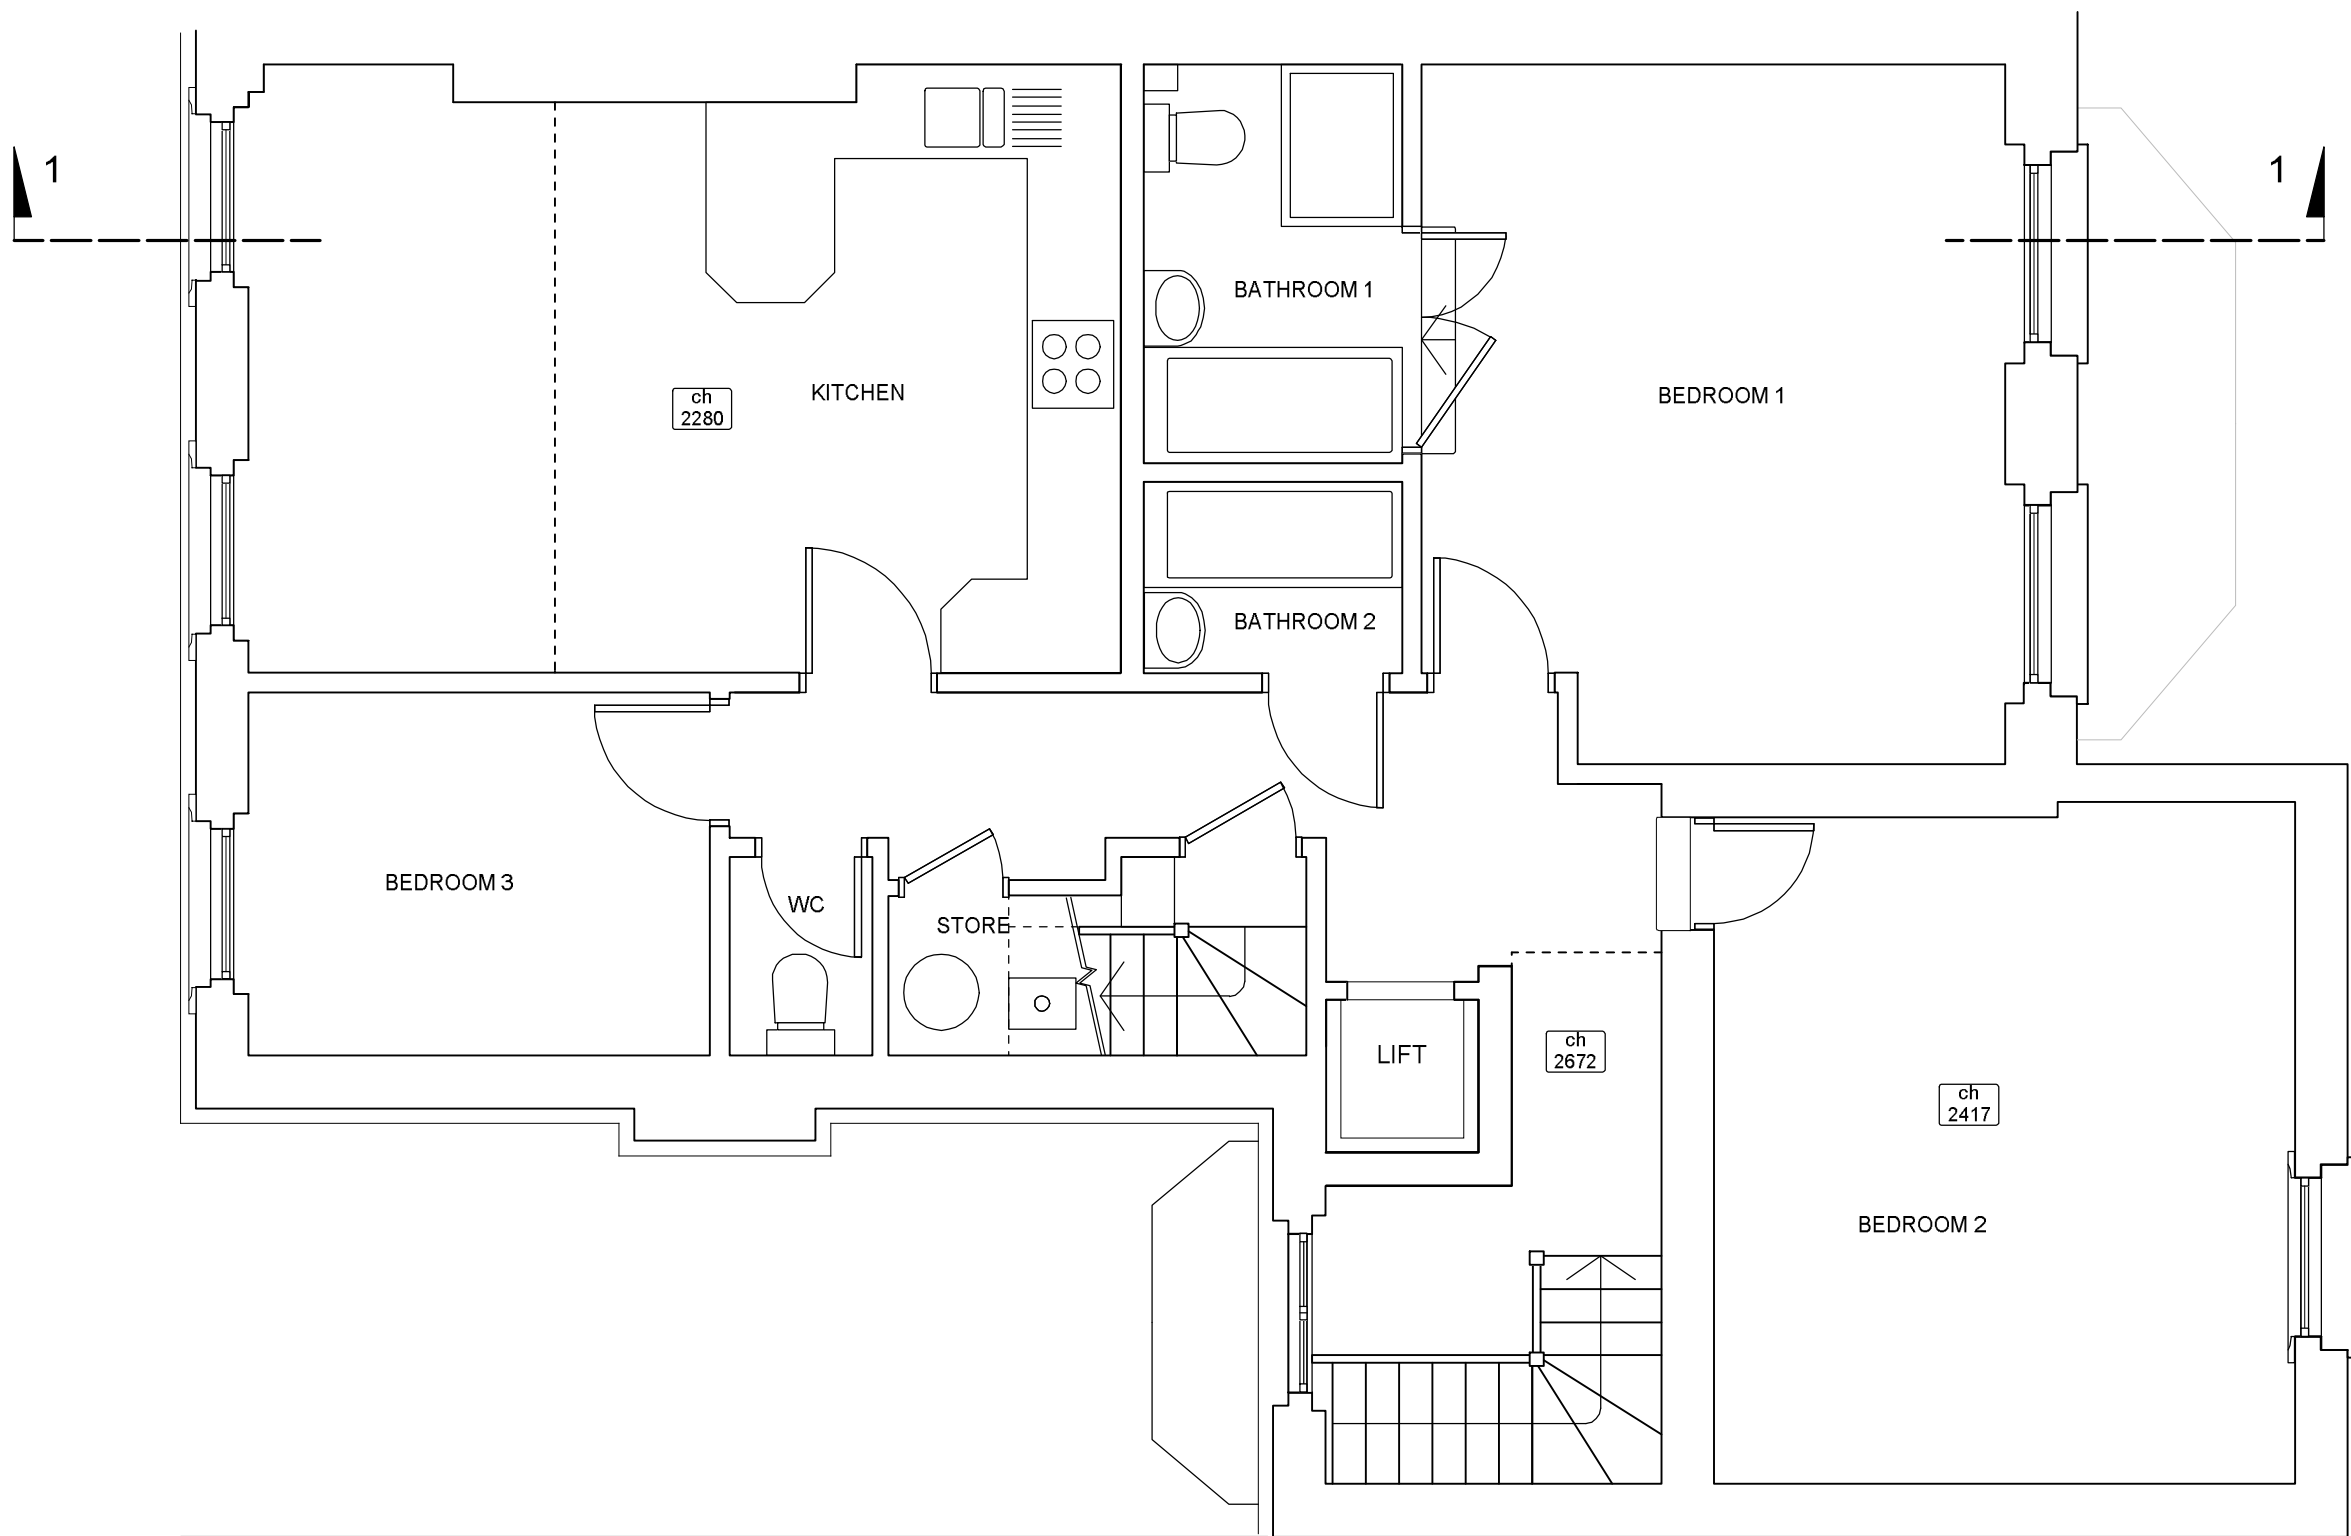 1
1
BATHROOM 1
KITCHEN
ch
2280
BEDROOM 1
BATHROOM 2
BEDROOM 3
WC
STORE
LIFT
ch
2672
ch
2417
BEDROOM 2